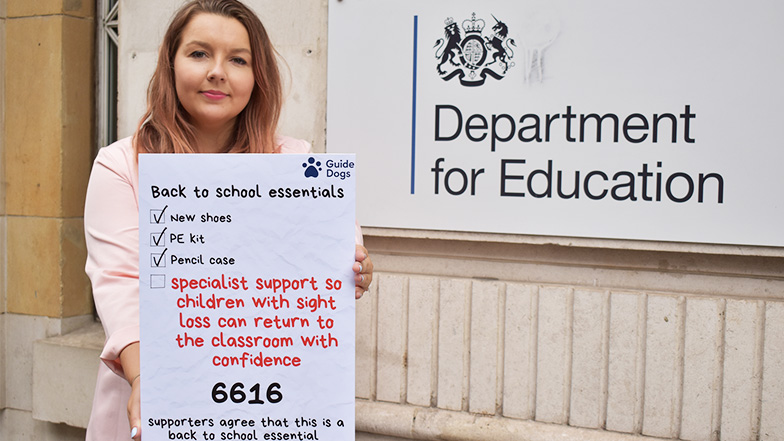 Guide
Dogs
Back to school essentials
New shoes
PE kit
Pencil case
specialist support so
children with sight
loss can return to
the classroom with
confidence
6616
supporters agree that this is a
back to school essential
Department
for Education